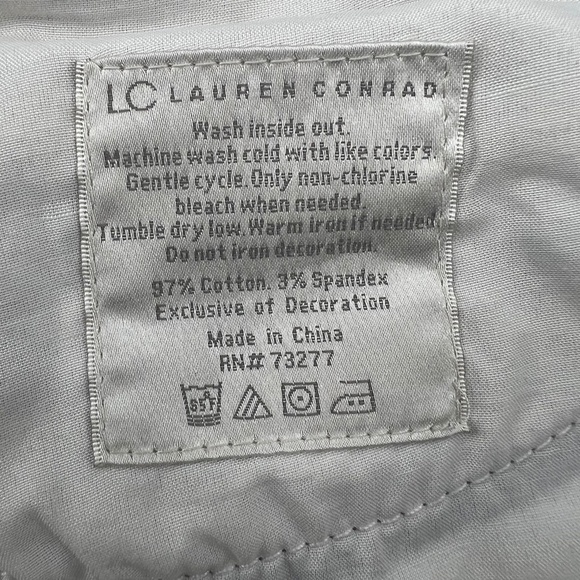 LC LAUREN CONRAD
Wash inside out.
Machine wash cold with like colors.
Gentle cycle. Only non-chlorine
bleach when needed.
Tumble dry low. Warm iron if needed.
Do not iron decoration.
97% Cotton. 3% Spandex
Exclusive of Decoration
Made in China
RN# 73277
85°F